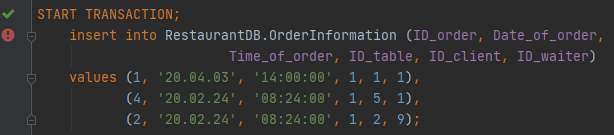 START TRANSACTION;
insert into RestaurantDB.OrderInformation (ID_order, Date_of_order,
Time_of_order, ID_table, ID_client, ID_waiter)
values (1, '20.04.03', '14:00:00', 1, 1, 1),
(4, '20.02.24', '08:24:00', 1, 5, 1),
(2, '20.02.24', '08:24:00', 1, 2, 9);